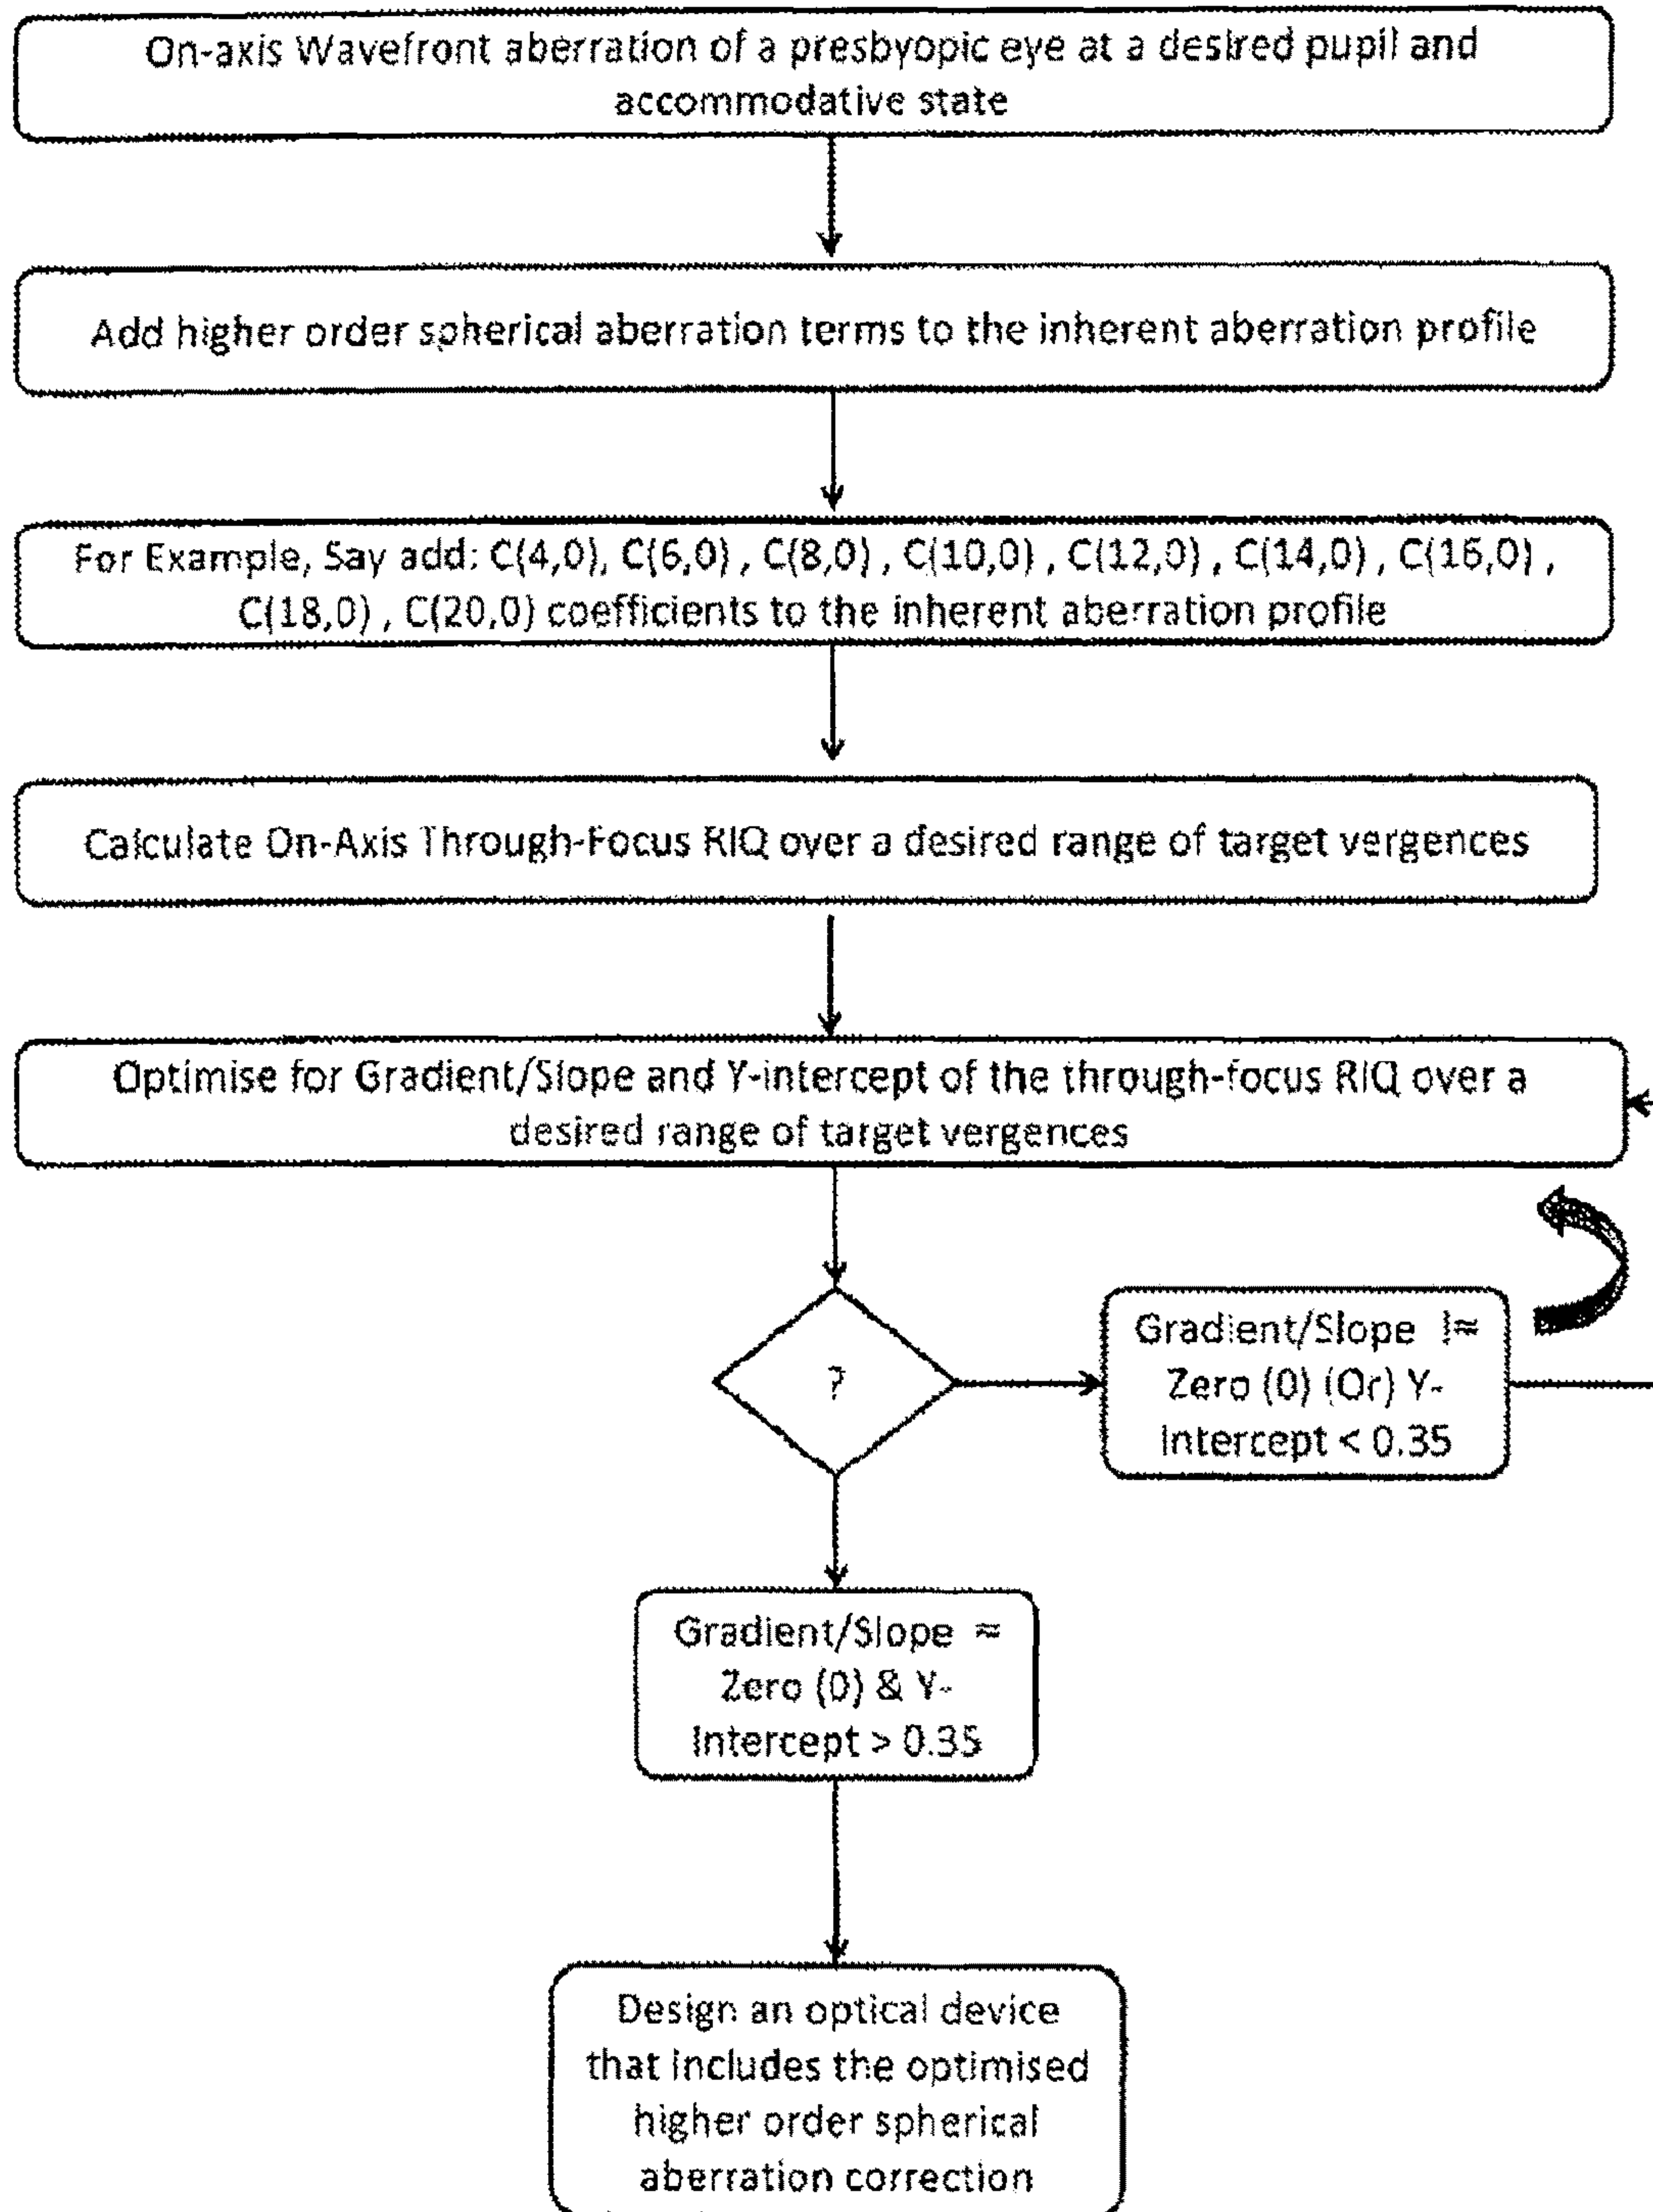 On-axis Wavefront aberration of a presbyopic eye at a desired pupil and
accommodative state
Add higher order spherical aberration terms to the inherent aberration profile
For Example, Say add: C(4,0), C(6,0) , C(8,0) , C(10,0) , C(12,0) , C(14,0) , C(16,0) ,
C(18,0) , C(20,0) coefficients to the inherent aberration profile
Calculate On-Axis Through-Focus RIQ over a desired range of target vergences
Optimise for Gradient/Slope and Y-intercept of the through-focus RIQ over a
desired range of target vergences
?
Gradient/Slope !≈
Zero (0) (Or) Y-
Intercept < 0.35
Gradient/Slope ≈
Zero (0) & Y-
Intercept > 0.35
Design an optical device
that includes the optimised
higher order spherical
aberration correction